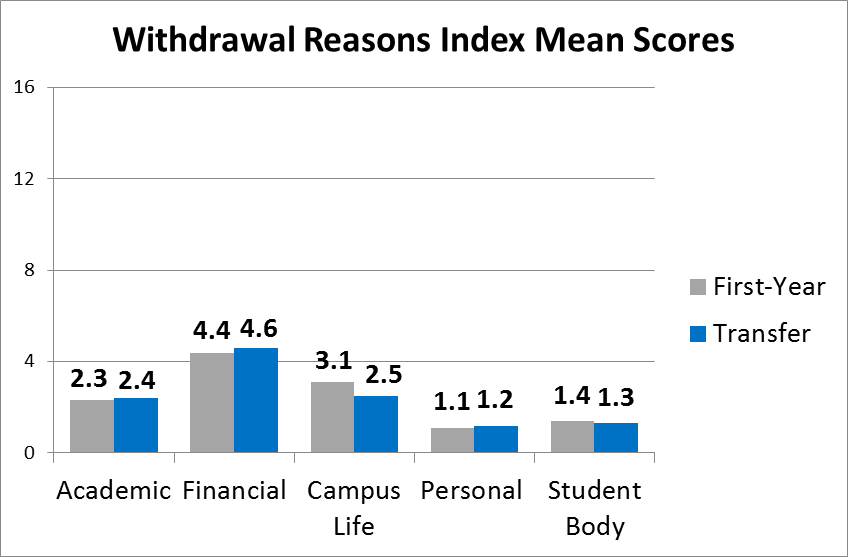 Withdrawal Reasons Index Mean Scores
16
12
8
4
0
2.3 2.4
4.4 4.6
3.1 2.5
1.1 1.2
1.4 1.3
Academic Financial Campus Personal Student
Life Body
First-Year
Transfer